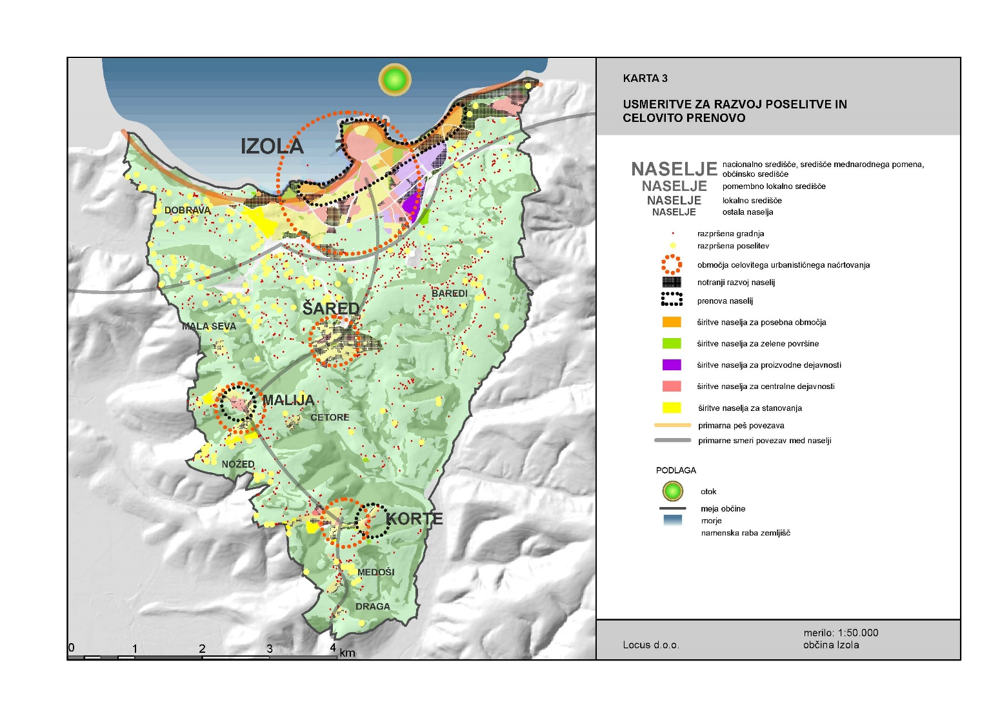 IZOLA
DOBRAVA
BAREDI
ŠARED
MALA SEVA
MALIJA
CETORE
NOŽED
KORTE
MEDOŠI
DRAGA
0 1 2 3 4 km
KARTA 3
USMERITVE ZA RAZVOJ POSELITVE IN
CELOVITO PRENOVO
NASELJE nacionalno središče, središče mednarodnega pomena,
občinsko središče
NASELJE pomembno lokalno središče
NASELJE lokalno središče
NASELJE ostala naselja
razpršena gradnja
razpršena poselitev
območja celovitega urbanističnega načrtovanja
notranji razvoj naselij
prenova naselij
širitve naselja za posebna območja
širitve naselja za zelene površine
širitve naselja za proizvodne dejavnosti
širitve naselja za centralne dejavnosti
širitve naselja za stanovanja
primarna peš povezava
primarne smeri povezav med naselji
PODLAGA
otok
meja občine
morje
namenska raba zemljišč
merilo: 1:50.000
Locus d.o.o. občina Izola